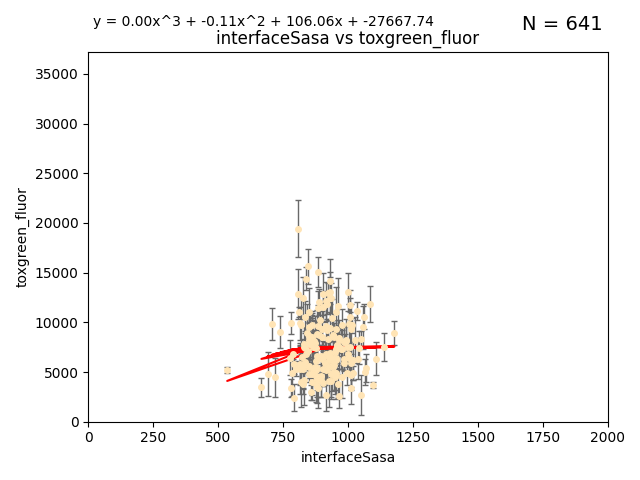 y = 0.00x^3 + -0.11x^2 + 106.06x + -27667.74
N = 641
interfaceSasa vs toxgreen_fluor
35000
30000
25000
20000
15000
10000
5000
0
toxgreen_fluor
0 250 500 750 1000 1250 1500 1750 2000
interfaceSasa